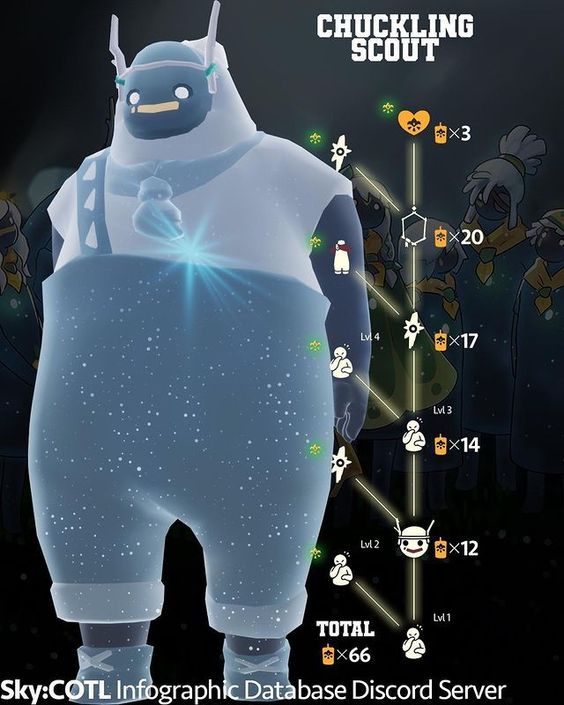 CHUCKLING
SCOUT
×3
×20
×17
Lvl 4
Lvl 3
×14
×12
Lvl 2
Lvl 1
TOTAL
×66
Sky:COTL Infographic Database Discord Server